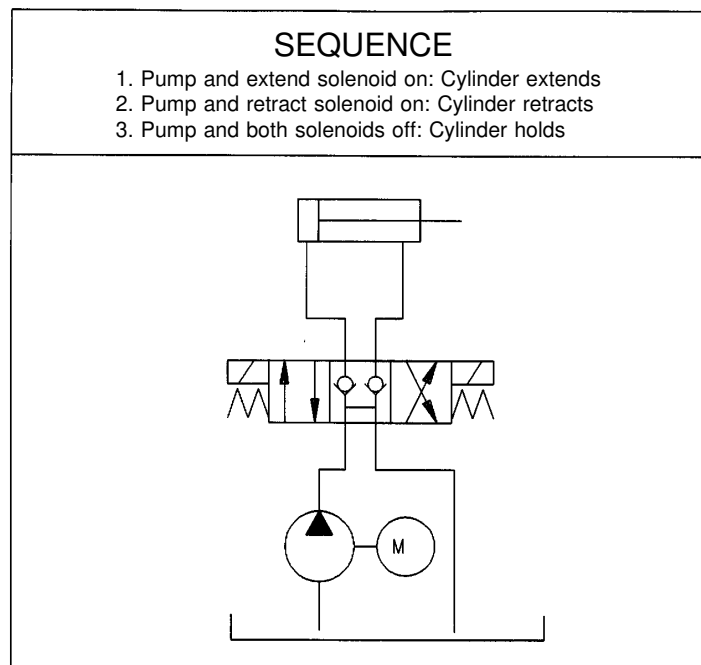 SEQUENCE
1. Pump and extend solenoid on: Cylinder extends
2. Pump and retract solenoid on: Cylinder retracts
3. Pump and both solenoids off: Cylinder holds
M